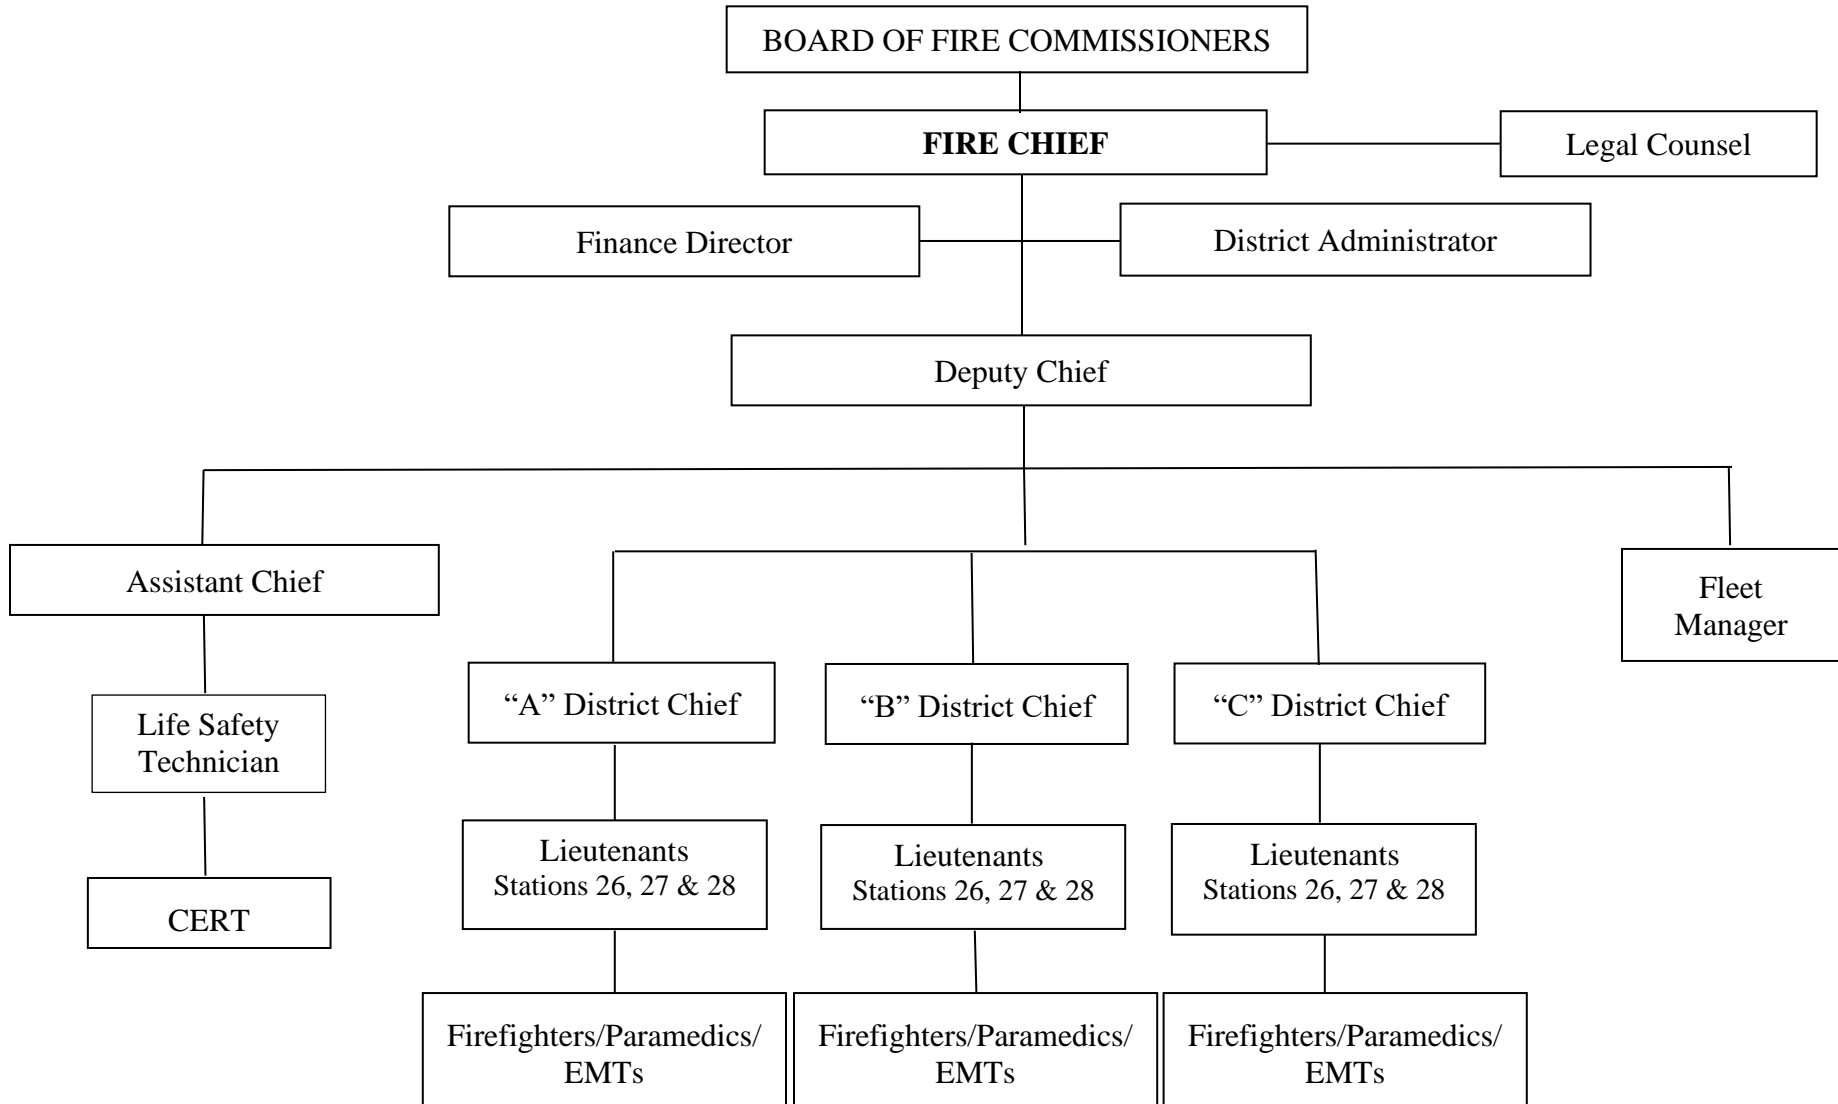 BOARD OF FIRE COMMISSIONERS
FIRE CHIEF
Legal Counsel
Finance Director
District Administrator
Deputy Chief
Assistant Chief
Fleet
Manager
Life Safety
Technician
CERT
“A” District Chief
“B” District Chief
“C” District Chief
Lieutenants
Stations 26, 27 & 28
Lieutenants
Stations 26, 27 & 28
Lieutenants
Stations 26, 27 & 28
Firefighters/Paramedics/
EMTs
Firefighters/Paramedics/
EMTs
Firefighters/Paramedics/
EMTs